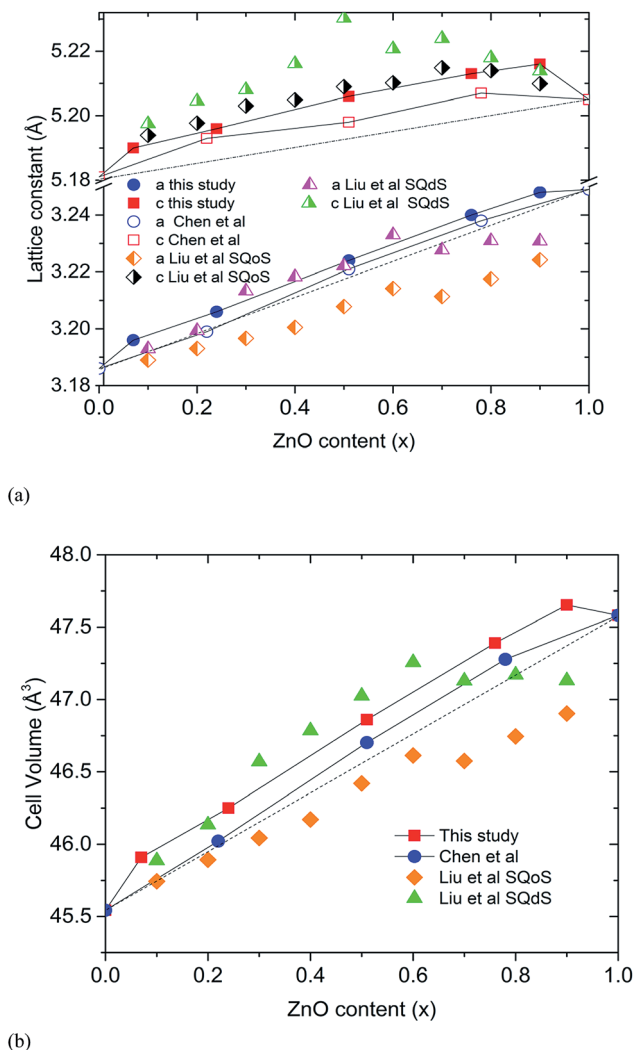 5.22
5.20
5.18
3.24
3.22
3.20
3.18
Lattice constant (Å)
a this study
c this study
a Chen et al
c Chen et al
a Liu et al SQoS
c Liu et al SQoS
a Liu et al SQdS
c Liu et al SQdS
0.0 0.2 0.4 0.6 0.8 1.0
ZnO content (x)
(a)
48.0
47.5
47.0
46.5
46.0
45.5
Cell Volume (Å³)
This study
Chen et al
Liu et al SQoS
Liu et al SQdS
0.0 0.2 0.4 0.6 0.8 1.0
ZnO content (x)
(b)